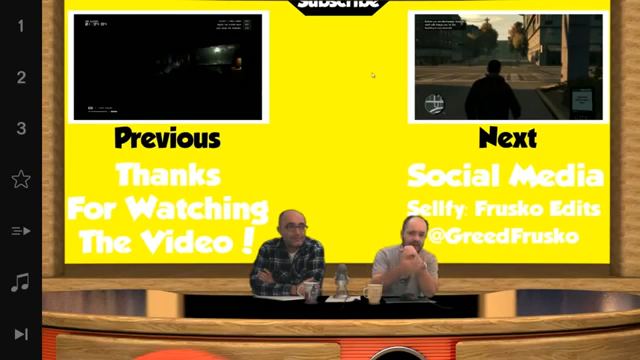 1
2
3
Subscribe
Previous
Next
Thanks
For Watching
The Video!
Social Media
Sellfy: Frusko Edits
@GreedFrusko